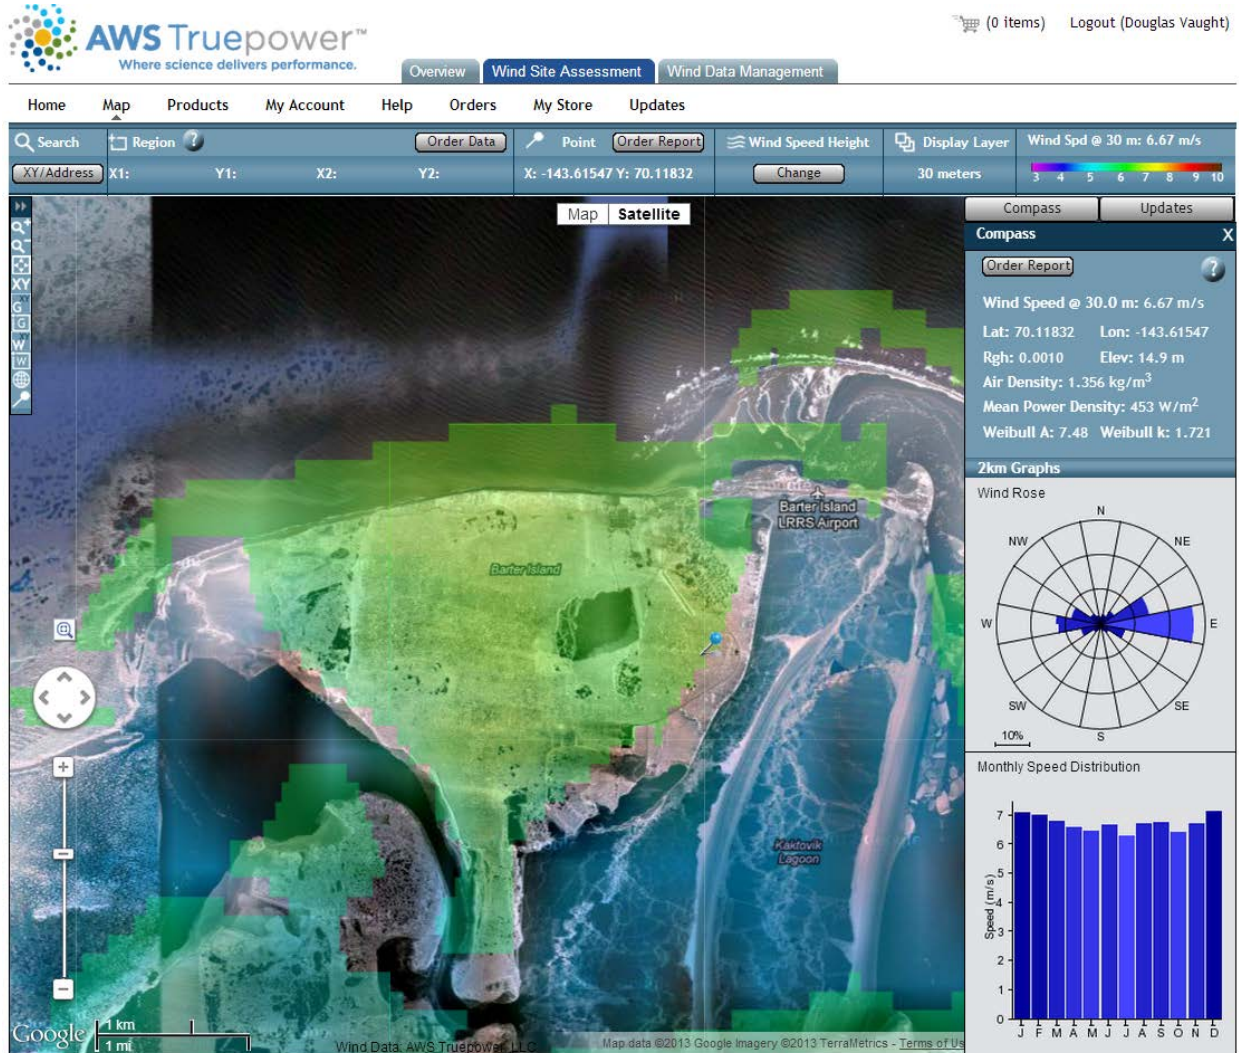 AWS Truepower™
Where science delivers performance.
(0 items) Logout (Douglas Vaught)
Overview Wind Site Assessment Wind Data Management
Home Map Products My Account Help Orders My Store Updates
Search Region ? Order Data Point Order Report Wind Speed Height Display Layer Wind Spd @ 30 m: 6.67 m/s
XY/Address X1: Y1: X2: Y2: X: -143.61547 Y: 70.11832 Change 30 meters 3 4 5 6 7 8 9 10
Map Satellite
Compass Updates
Compass X
Order Report ?
Wind Speed @ 30.0 m: 6.67 m/s
Lat: 70.11832 Lon: -143.61547
Rgh: 0.0010 Elev: 14.9 m
Air Density: 1.356 kg/m³
Mean Power Density: 453 W/m²
Weibull A: 7.48 Weibull k: 1.721
2km Graphs
Wind Rose
N
NW NE
W E
SW SE
S
10%
Monthly Speed Distribution
Speed (m/s)
7
6
5
4
3
2
1
0
J F M A M J J A S O N D
XY
G
G
W
W
Barter Island
LRRS Airport
Barter Island
Kaktovik
Lagoon
Google
1 km
1 mi
Wind Data: AWS Truepower, LLC
Map data ©2013 Google Imagery ©2013 TerraMetrics - Terms of Us